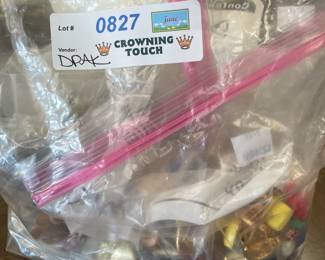 Lot # 0827
Vendor:
DRAK
CROWNING
TOUCH